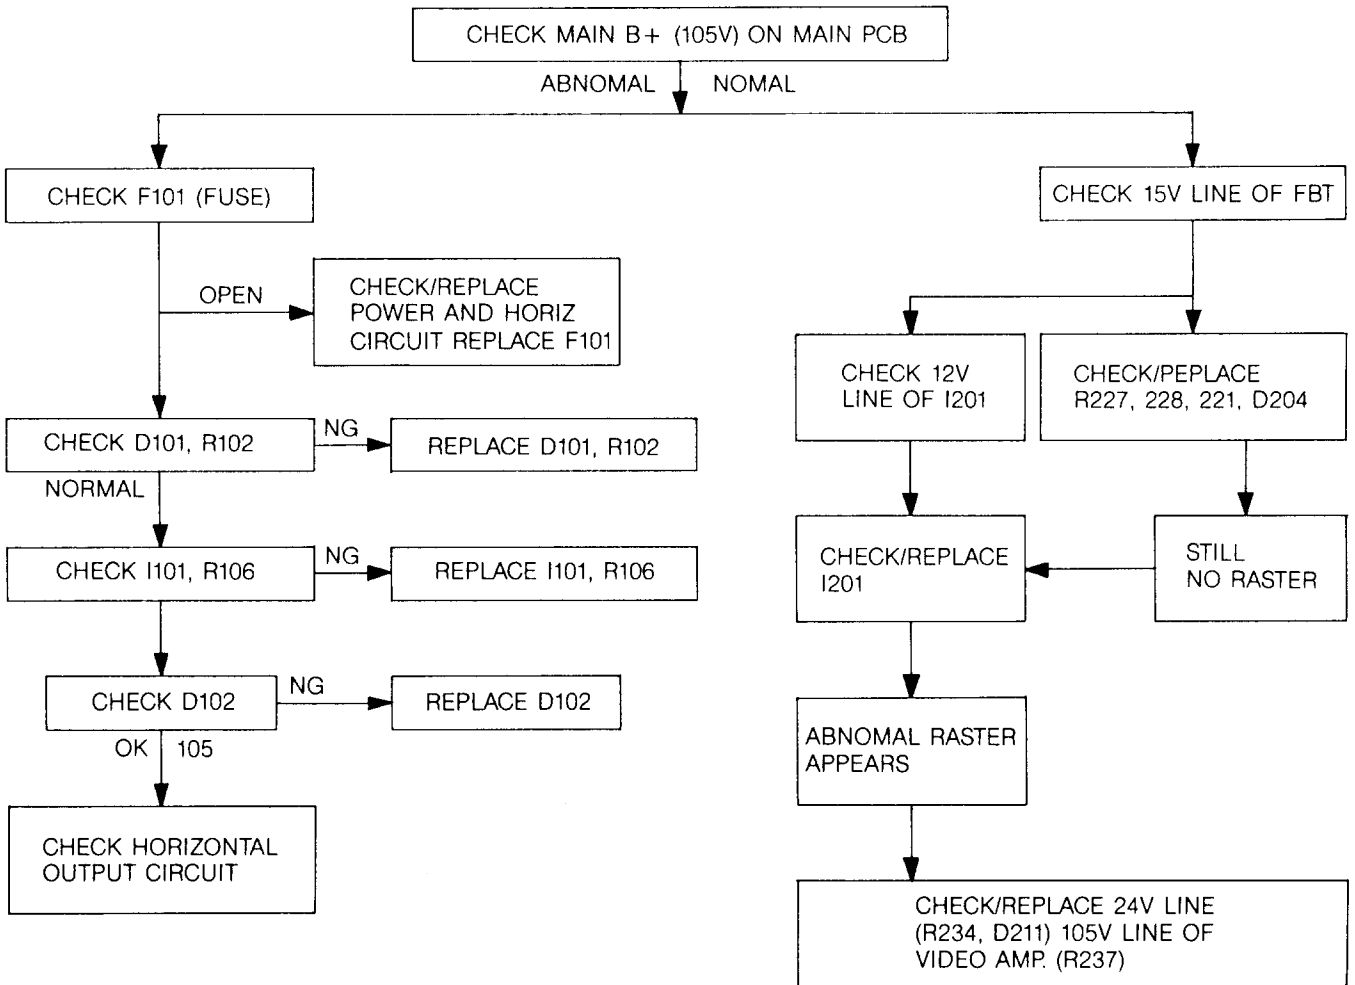 CHECK MAIN B+ (105V) ON MAIN PCB
ABNOMAL
NOMAL
CHECK F101 (FUSE)
OPEN
CHECK/REPLACE
POWER AND HORIZ
CIRCUIT REPLACE F101
CHECK D101, R102
NG
REPLACE D101, R102
NORMAL
CHECK I101, R106
NG
REPLACE I101, R106
CHECK D102
NG
REPLACE D102
OK
105
CHECK HORIZONTAL
OUTPUT CIRCUIT
CHECK 15V LINE OF FBT
CHECK 12V
LINE OF I201
CHECK/PEPLACE
R227, 228, 221, D204
CHECK/REPLACE
I201
STILL
NO RASTER
ABNOMAL RASTER
APPEARS
CHECK/REPLACE 24V LINE
(R234, D211) 105V LINE OF
VIDEO AMP. (R237)